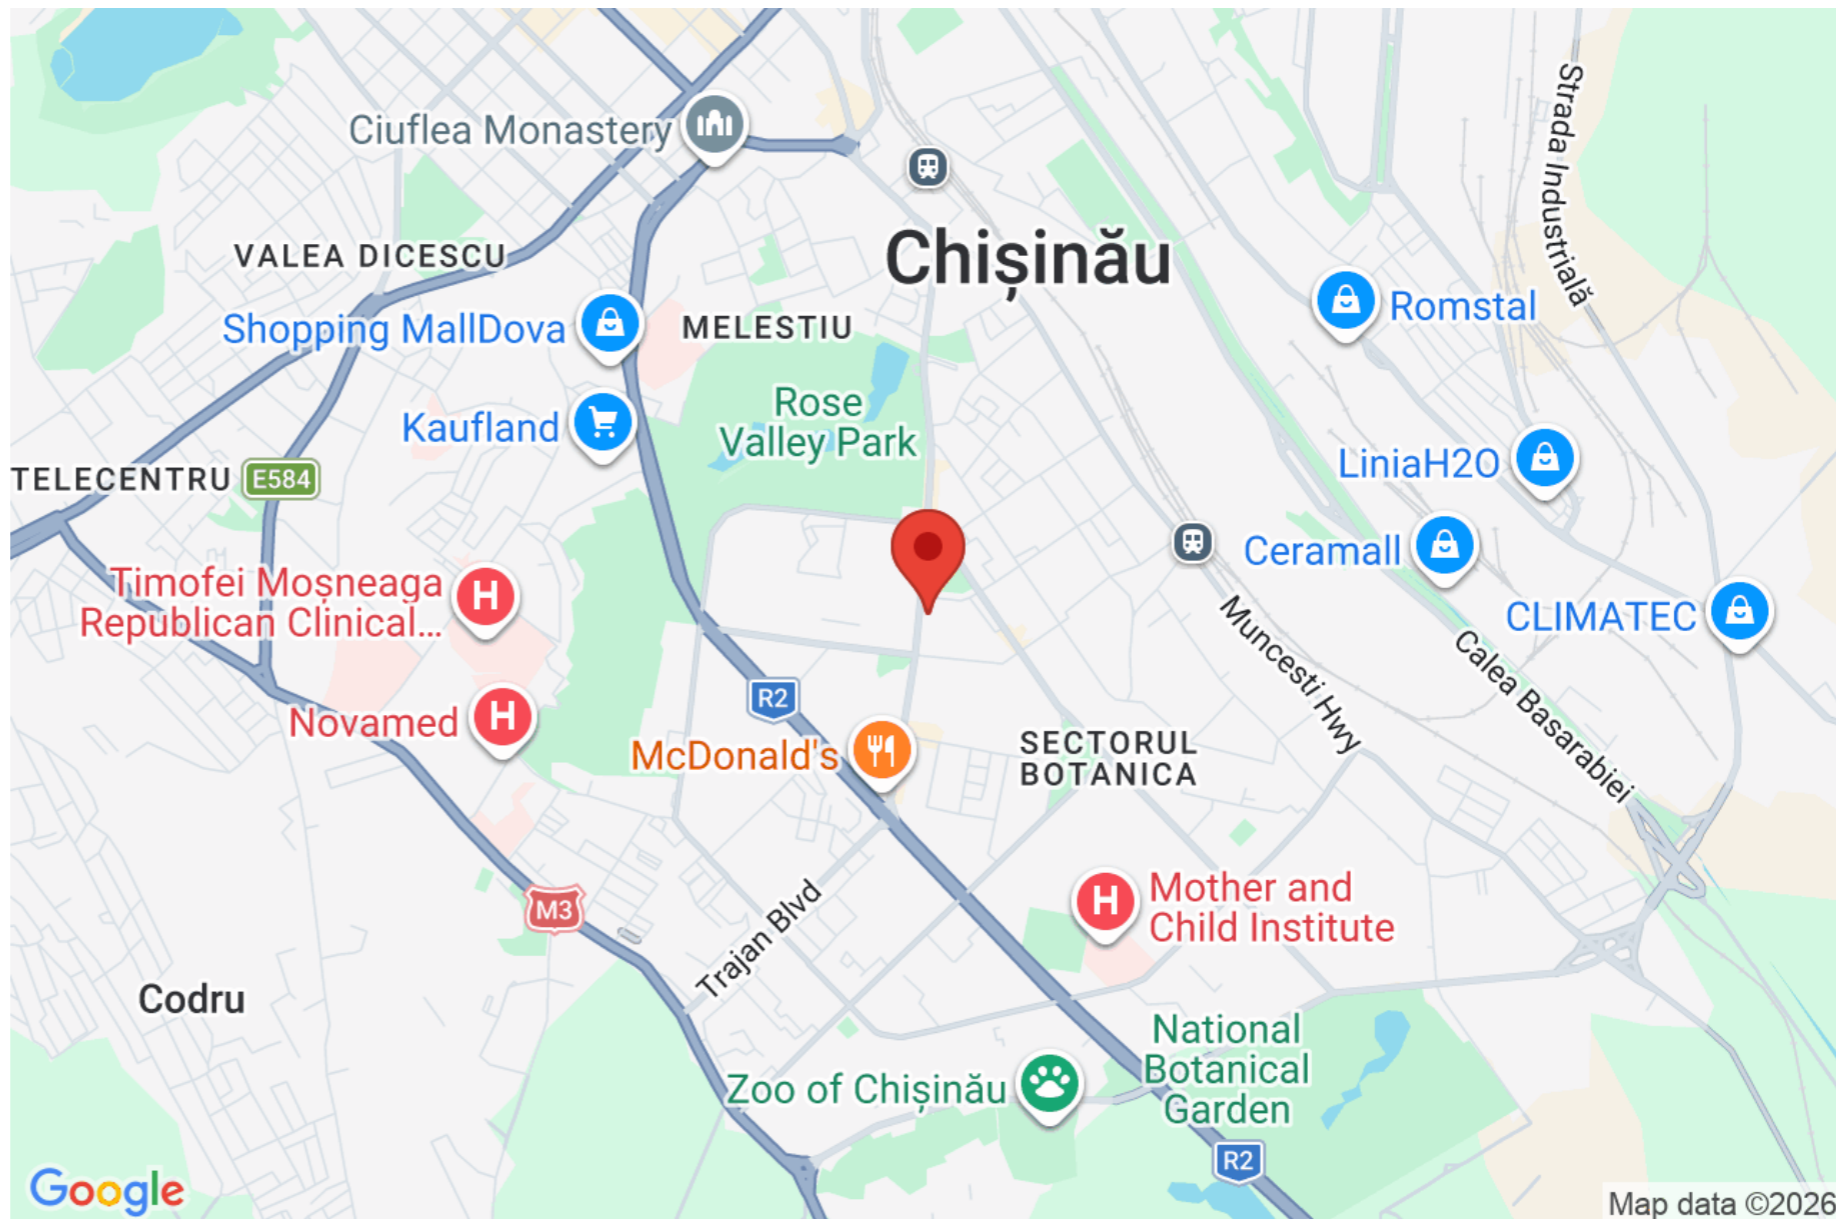 Ciuflea Monastery
Strada Industrială
VALEA DICESCU
Chișinău
Shopping MallDova
MELESTIU
Romstal
Rose
Valley Park
Kaufland
TELECENTRU
E584
LiniaH2O
Ceramall
Timofei Moșneaga
Republican Clinical...
H
CLIMATEC
Muncesti Hwy
Calea Basarabiei
R2
Novamed
H
McDonald's
SECTORUL
BOTANICA
M3
Trajan Blvd
H
Mother and
Child Institute
Codru
National
Botanical
Garden
Zoo of Chișinău
R2
Google
Map data ©2026